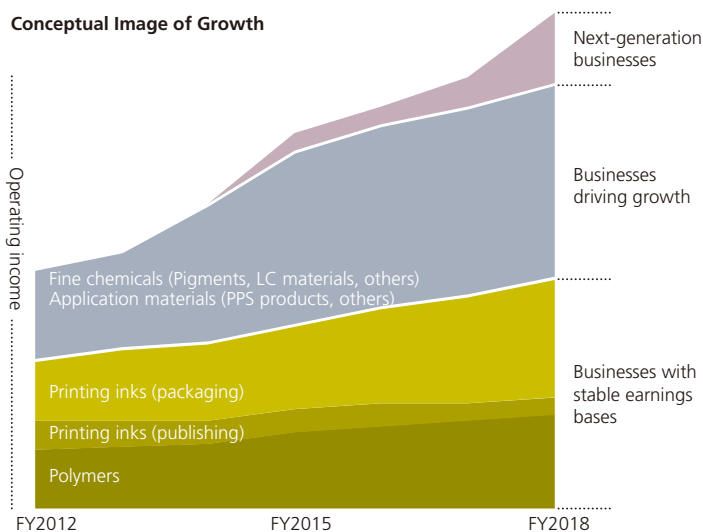 Conceptual Image of Growth
Next-generation
businesses
Operating income
Businesses
driving growth
Fine chemicals (Pigments, LC materials, others)
Application materials (PPS products, others)
Printing inks (packaging)
Businesses with
stable earnings
bases
Printing inks (publishing)
Polymers
FY2012
FY2015
FY2018